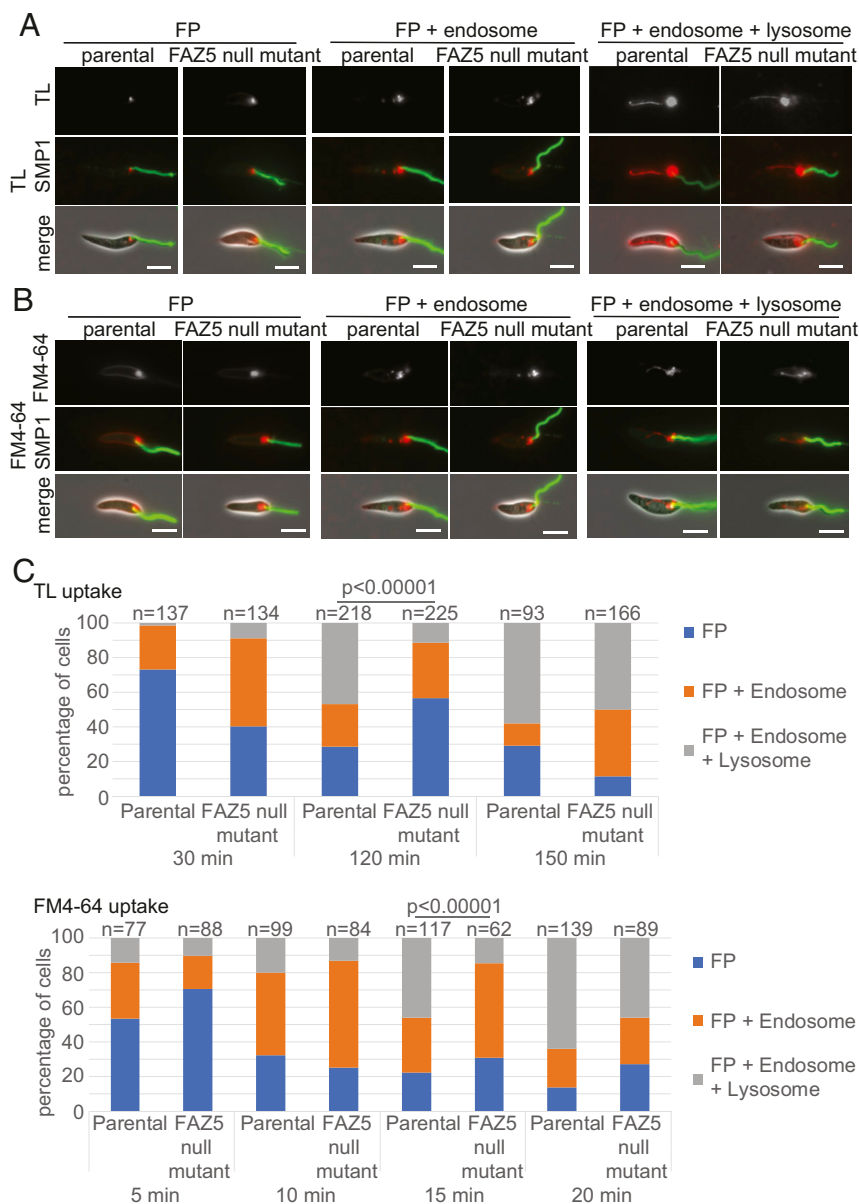 A
FP
FP + endosome
FP + endosome + lysosome
parental
FAZ5 null mutant
parental
FAZ5 null mutant
parental
FAZ5 null mutant
TL
TL
SMP1
merge
B
FP
FP + endosome
FP + endosome + lysosome
parental
FAZ5 null mutant
parental
FAZ5 null mutant
parental
FAZ5 null mutant
FM4-64
FM4-64
SMP1
merge
C
TL uptake
p<0.00001
n=137
n=134
n=218
n=225
n=93
n=166
percentage of cells
100
80
60
40
20
0
Parental
FAZ5 null
mutant
Parental
FAZ5 null
mutant
Parental
FAZ5 null
mutant
30 min
120 min
150 min
FP
FP + Endosome
FP + Endosome
+ Lysosome
FM4-64 uptake
p<0.00001
n=77
n=88
n=99
n=84
n=117
n=62
n=139
n=89
percentage of cells
100
80
60
40
20
0
Parental
FAZ5
null
mutant
Parental
FAZ5
null
mutant
Parental
FAZ5
null
mutant
Parental
FAZ5
null
mutant
5 min
10 min
15 min
20 min
FP
FP + Endosome
FP + Endosome
+ Lysosome